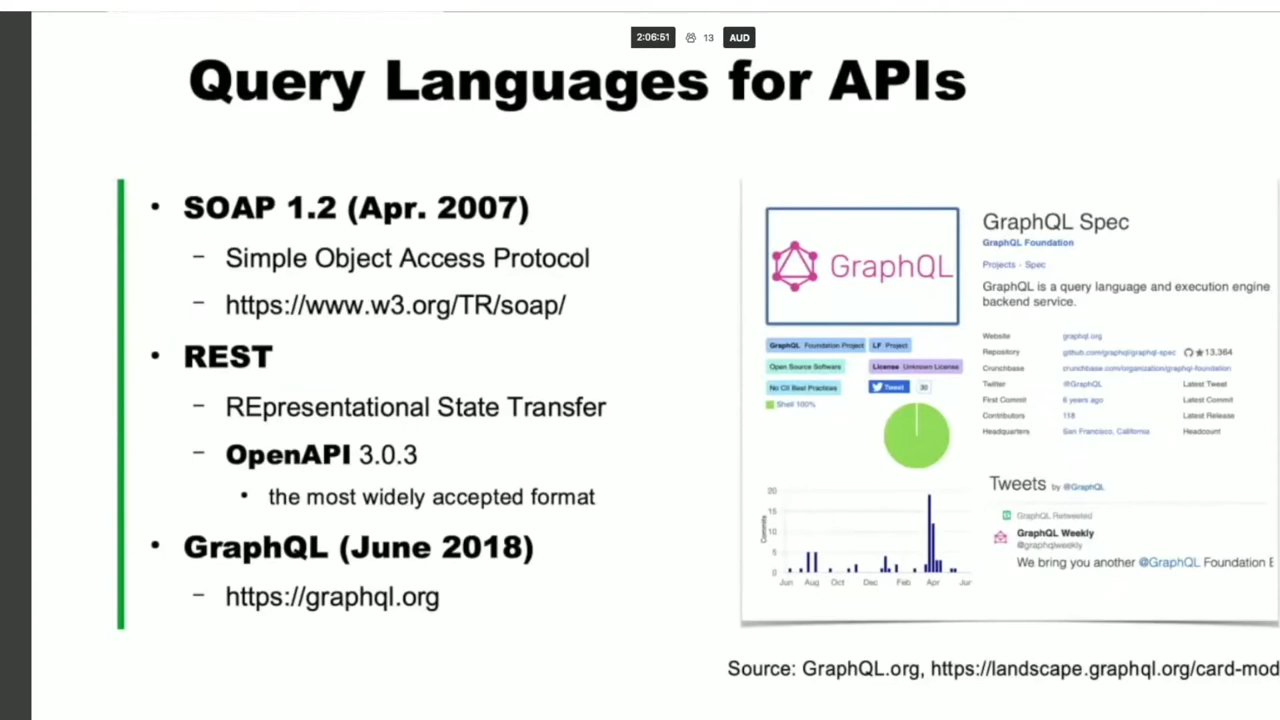 2:06:51 13 AUD
Query Languages for APIs
• SOAP 1.2 (Apr. 2007)
– Simple Object Access Protocol
– https://www.w3.org/TR/soap/
• REST
– REpresentational State Transfer
– OpenAPI 3.0.3
• the most widely accepted format
• GraphQL (June 2018)
– https://graphql.org
GraphQL
GraphQL Foundation Project LF Project
Open Source Software License Unknown License
No CII Best Practices Tweet 30
Shell 100%
20
15
10
5
0
Commits
Jun Aug Oct Dec Feb Apr Jun
GraphQL Spec
GraphQL Foundation
Projects - Spec
GraphQL is a query language and execution engine
backend service.
Website graphql.org
Repository github.com/graphql/graphql-spec 13,364
Crunchbase crunchbase.com/organization/graphql-foundation
Twitter @GraphQL Latest Tweet
First Commit 6 years ago Latest Commit
Contributors 118 Latest Release
Headquarters San Francisco, California Headcount
Tweets by @GraphQL
GraphQL Retweeted
GraphQL Weekly
@graphqlweekly
We bring you another @GraphQL Foundation E
Source: GraphQL.org, https://landscape.graphql.org/card-mod